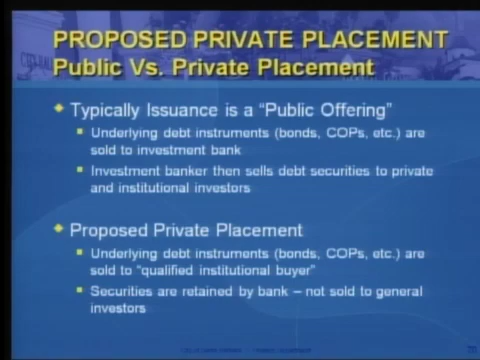 PROPOSED PRIVATE PLACEMENT
Public Vs. Private Placement
Typically Issuance is a “Public Offering”
Underlying debt instruments (bonds, COPs, etc.) are
sold to investment bank
Investment banker then sells debt securities to private
and institutional investors
Proposed Private Placement
Underlying debt instruments (bonds, COPs, etc.) are
sold to “qualified institutional buyer”
Securities are retained by bank – not sold to general
investors